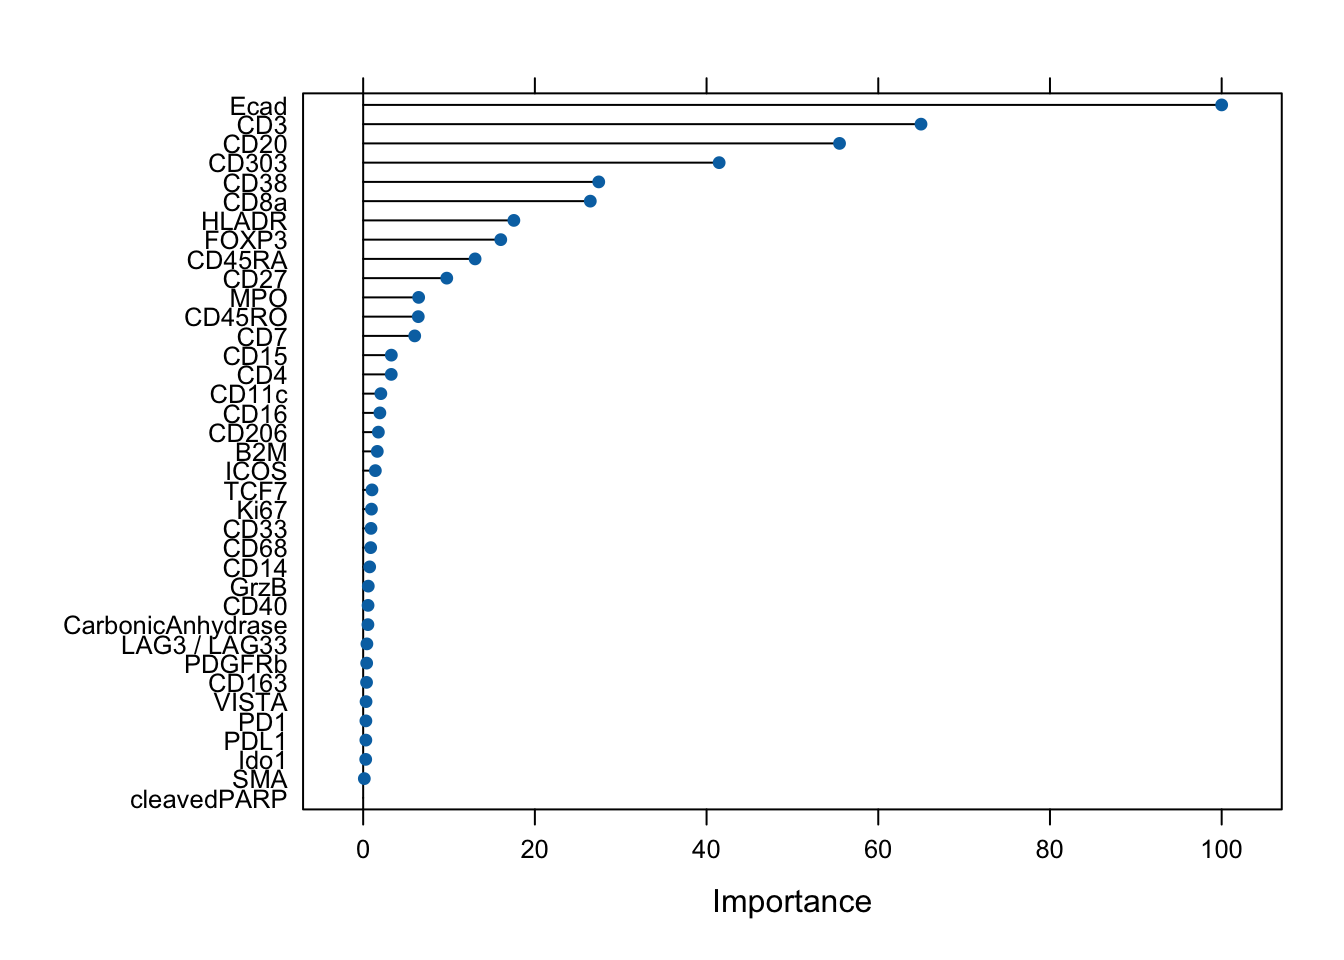 Ecad
CD3
CD20
CD303
CD38
CD8a
HLADR
FOXP3
CD45RA
CD27
MPO
CD45RO
CD7
CD15
CD4
CD11c
CD16
CD206
B2M
ICOS
TCF7
Ki67
CD33
CD68
CD14
GrzB
CD40
CarbonicAnhydrase
LAG3 / LAG33
PDGFRb
CD163
VISTA
PD1
PDL1
Ido1
SMA
cleavedPARP
0 20 40 60 80 100
Importance